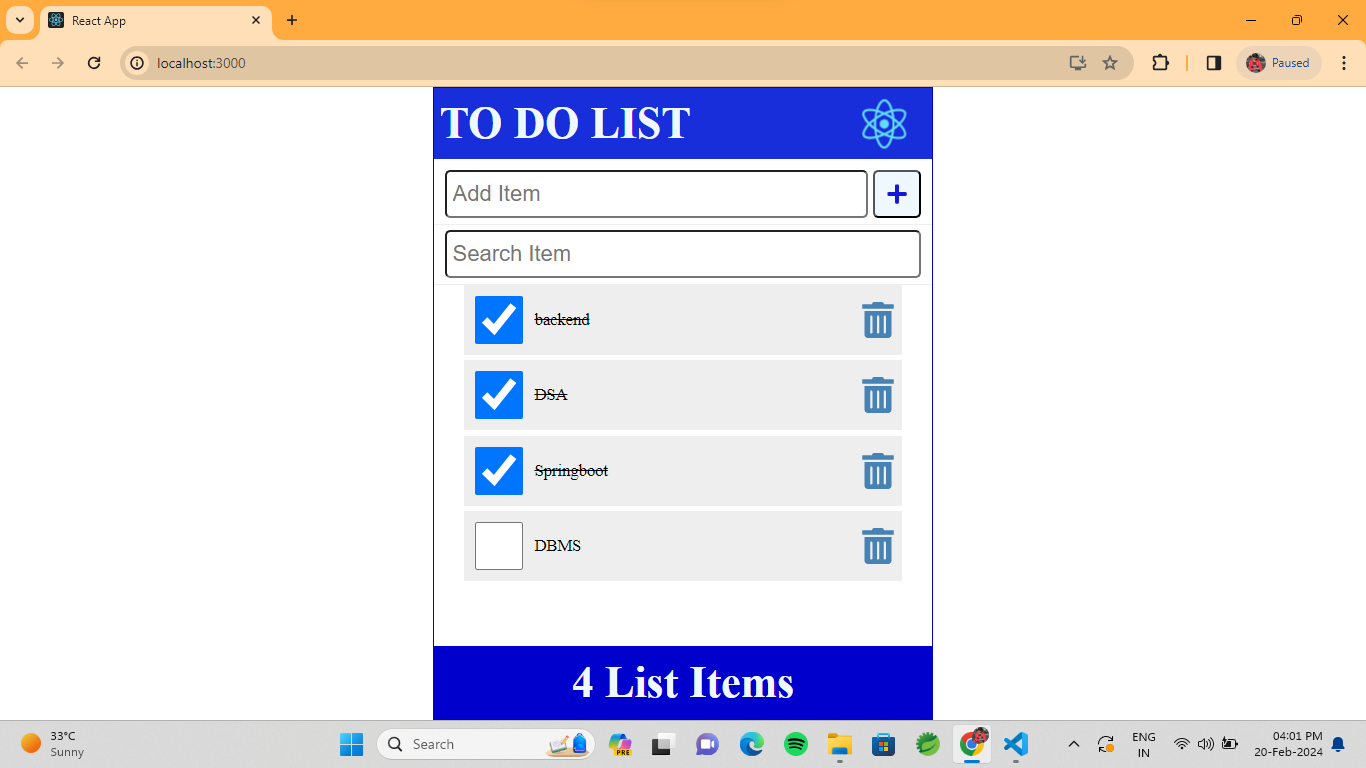 React App
localhost:3000
Paused
TO DO LIST
Add Item
Search Item
backend
DSA
Springboot
DBMS
4 List Items
33°C
Sunny
Search
PRE
ENG
IN
04:01 PM
20-Feb-2024